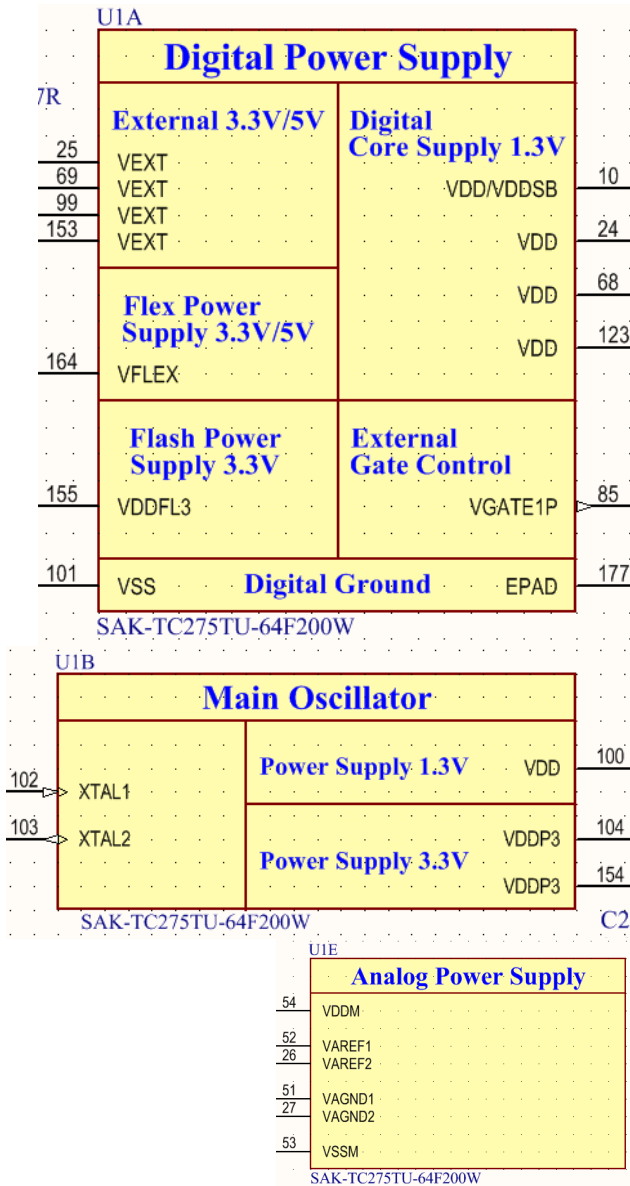 U1A
Digital Power Supply
7R
External 3.3V/5V
Digital
Core Supply 1.3V
25 VEXT
69 VEXT
99 VEXT
153 VEXT
VDD/VDDSB 10
VDD 24
VDD 68
VDD 123
Flex Power
Supply 3.3V/5V
164 VFLEX
Flash Power
Supply 3.3V
155 VDDFL3
External
Gate Control
VGATE1P 85
101 VSS Digital Ground EPAD 177
SAK-TC275TU-64F200W
U1B
Main Oscillator
102 XTAL1
103 XTAL2
Power Supply 1.3V VDD 100
Power Supply 3.3V
VDDP3 104
VDDP3 154
SAK-TC275TU-64F200W
C2
U1E
Analog Power Supply
54 VDDM
52 VAREF1
26 VAREF2
51 VAGND1
27 VAGND2
53 VSSM
SAK-TC275TU-64F200W